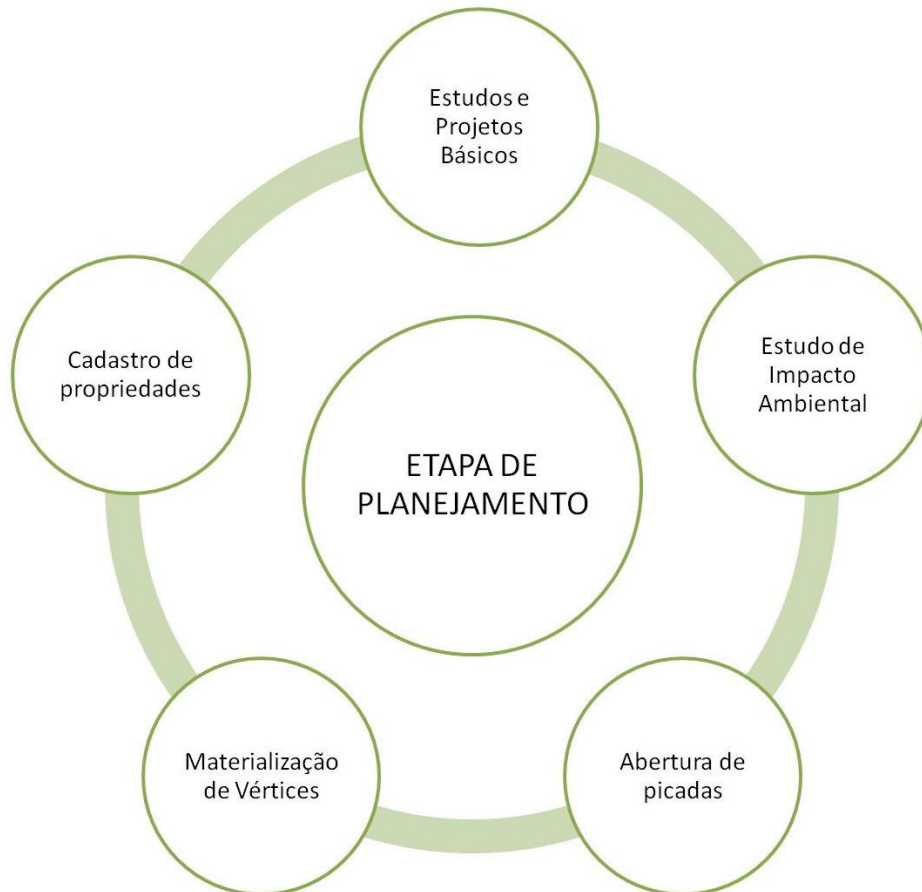 Estudos e
Projetos
Básicos
Estudo de
Impacto
Ambiental
Abertura de
picadas
Materialização
de Vértices
Cadastro de
propriedades
ETAPA DE
PLANEJAMENTO